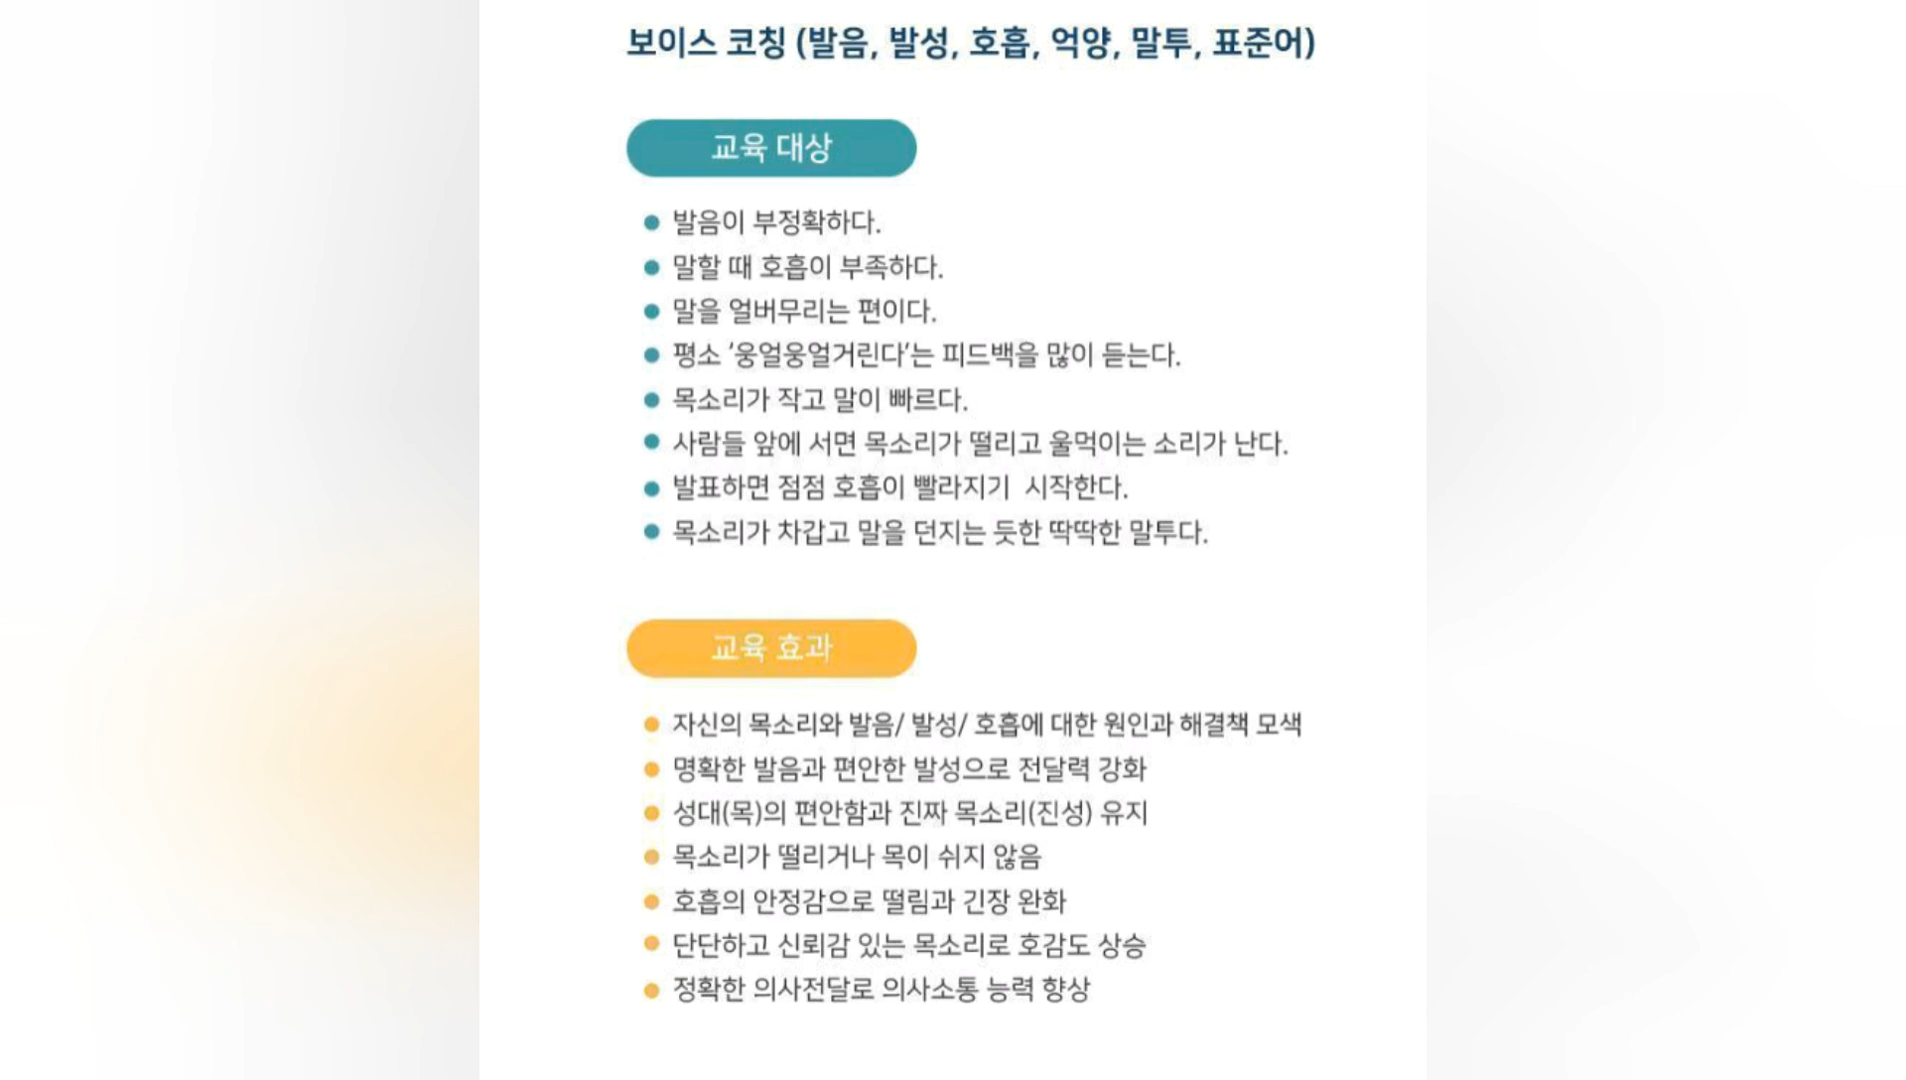 보이스 코칭 (발음, 발성, 호흡, 억양, 말투, 표준어)
교육 대상
발음이 부정확하다.
말할 때 호흡이 부족하다.
말을 얼버무리는 편이다.
평소 '웅얼웅얼거린다'는 피드백을 많이 듣는다.
목소리가 작고 말이 빠르다.
사람들 앞에 서면 목소리가 떨리고 울먹이는 소리가 난다.
발표하면 점점 호흡이 빨라지기 시작한다.
목소리가 차갑고 말을 던지는 듯한 딱딱한 말투다.
교육 효과
자신의 목소리와 발음/ 발성/ 호흡에 대한 원인과 해결책 모색
명확한 발음과 편안한 발성으로 전달력 강화
성대(목)의 편안함과 진짜 목소리(진성) 유지
목소리가 떨리거나 목이 쉬지 않음
호흡의 안정감으로 떨림과 긴장 완화
단단하고 신뢰감 있는 목소리로 호감도 상승
정확한 의사전달로 의사소통 능력 향상